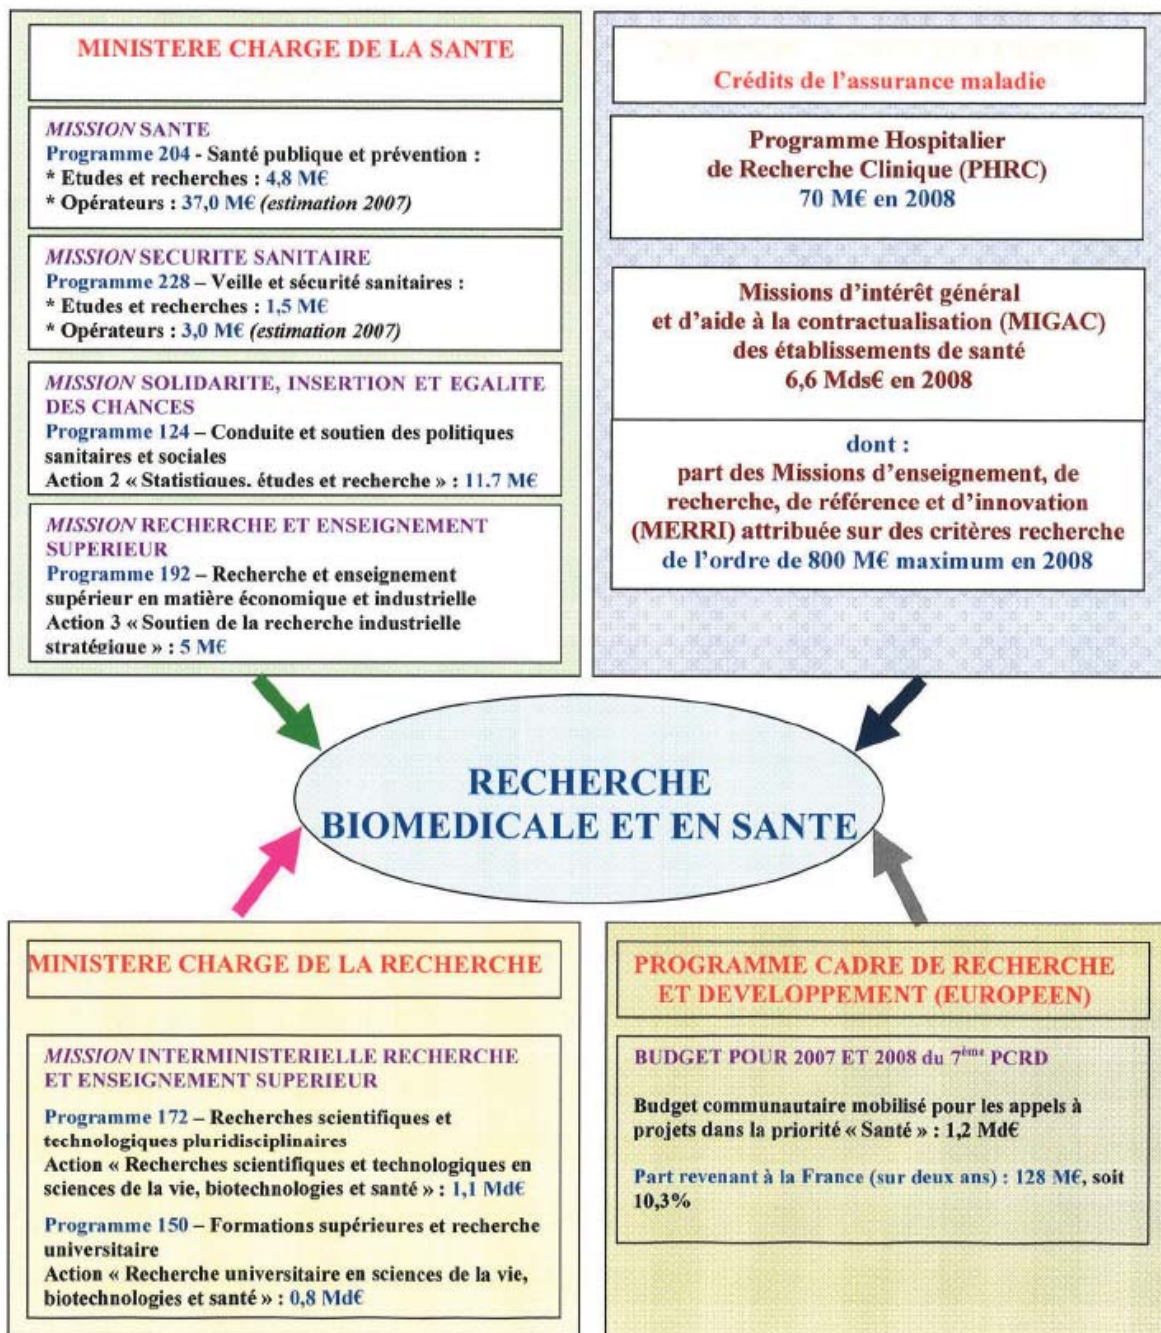 MINISTERE CHARGE DE LA SANTE
MISSION SANTE
Programme 204 - Santé publique et prévention :
* Etudes et recherches : 4,8 M€
* Opérateurs : 37,0 M€ (estimation 2007)
MISSION SECURITE SANITAIRE
Programme 228 – Veille et sécurité sanitaires :
* Etudes et recherches : 1,5 M€
* Opérateurs : 3,0 M€ (estimation 2007)
MISSION SOLIDARITE, INSERTION ET EGALITE
DES CHANCES
Programme 124 – Conduite et soutien des politiques
sanitaires et sociales
Action 2 « Statistiques, études et recherche » : 11,7 M€
MISSION RECHERCHE ET ENSEIGNEMENT
SUPERIEUR
Programme 192 – Recherche et enseignement
supérieur en matière économique et industrielle
Action 3 « Soutien de la recherche industrielle
stratégique » : 5 M€
Crédits de l'assurance maladie
Programme Hospitalier
de Recherche Clinique (PHRC)
70 M€ en 2008
Missions d'intérêt général
et d'aide à la contractualisation (MIGAC)
des établissements de santé
6,6 Mds€ en 2008
dont :
part des Missions d'enseignement, de
recherche, de référence et d'innovation
(MERRI) attribuée sur des critères recherche
de l'ordre de 800 M€ maximum en 2008
RECHERCHE
BIOMEDICALE ET EN SANTE
MINISTERE CHARGE DE LA RECHERCHE
MISSION INTERMINISTERIELLE RECHERCHE
ET ENSEIGNEMENT SUPERIEUR
Programme 172 – Recherches scientifiques et
technologiques pluridisciplinaires
Action « Recherches scientifiques et technologiques en
sciences de la vie, biotechnologies et santé » : 1,1 Md€
Programme 150 – Formations supérieures et recherche
universitaire
Action « Recherche universitaire en sciences de la vie,
biotechnologies et santé » : 0,8 Md€
PROGRAMME CADRE DE RECHERCHE
ET DEVELOPPEMENT (EUROPEEN)
BUDGET POUR 2007 ET 2008 du 7ème PCRD
Budget communautaire mobilisé pour les appels à
projets dans la priorité « Santé » : 1,2 Md€
Part revenant à la France (sur deux ans) : 128 M€, soit
10,3%